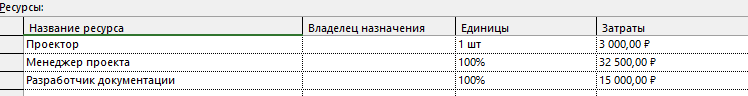 Ресурсы:
Название ресурса Владелец назначения Единицы Затраты
Проектор 1 шт 3 000,00 ₽
Менеджер проекта 100% 32 500,00 ₽
Разработчик документации 100% 15 000,00 ₽